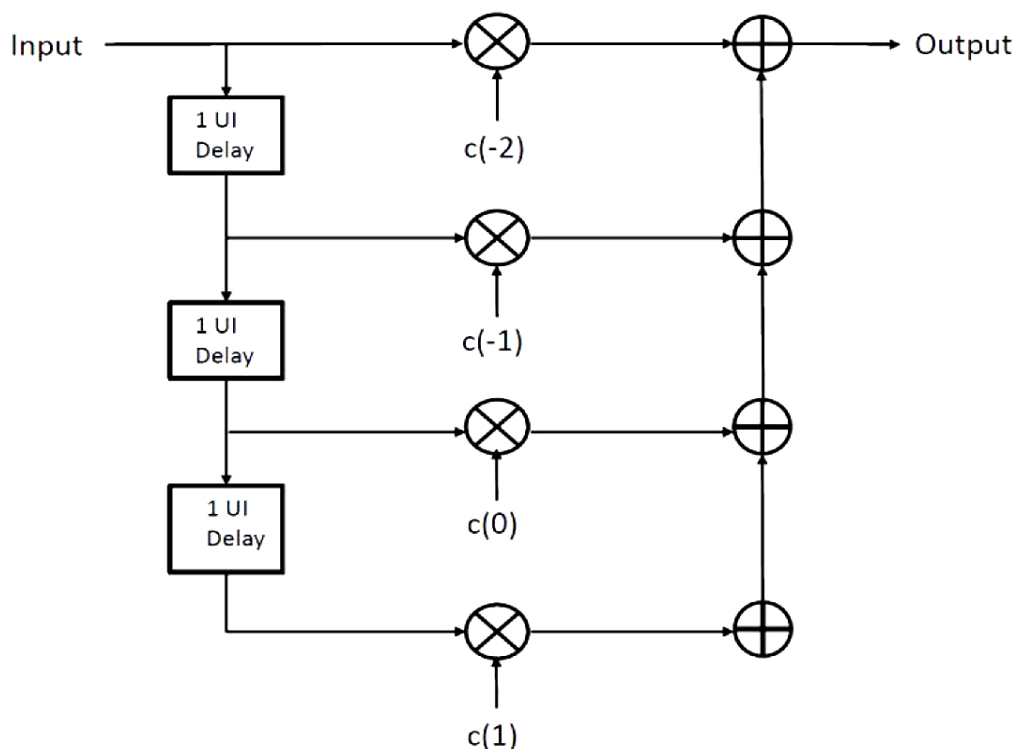 Input
Output
1 UI
Delay
c(-2)
1 UI
Delay
c(-1)
1 UI
Delay
c(0)
c(1)